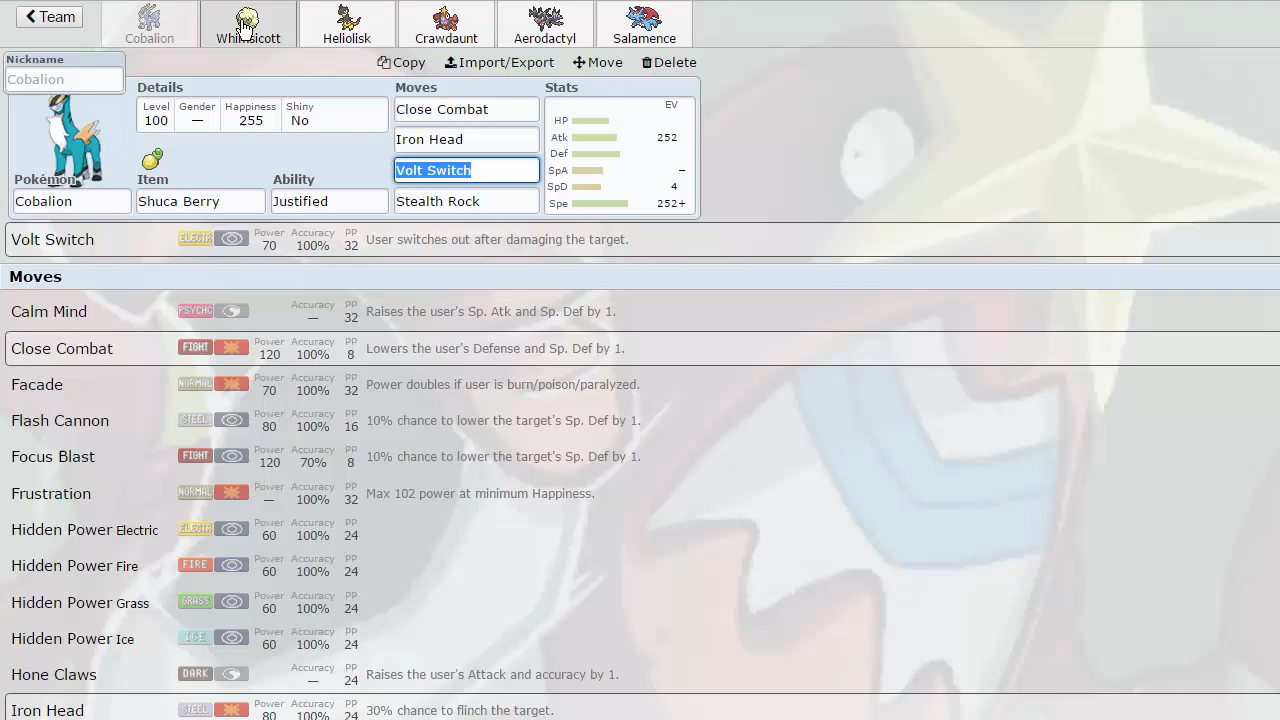 Team
Cobalion Whimsicott Heliolisk Crawdaunt Aerodactyl Salamence
Nickname
Cobalion
Copy Import/Export Move Delete
Details Moves Stats
Level Gender Happiness Shiny
100 — 255 No
Close Combat
Iron Head
Volt Switch
Stealth Rock
EV
HP
Atk 252
Def
SpA –
SpD 4
Spe 252+
Pokémon Item Ability
Cobalion Shuca Berry Justified
Volt Switch ELECTR Power 70 Accuracy 100% PP 32 User switches out after damaging the target.
Moves
Calm Mind PSYCHC Accuracy — PP 32 Raises the user's Sp. Atk and Sp. Def by 1.
Close Combat FIGHT Power 120 Accuracy 100% PP 8 Lowers the user's Defense and Sp. Def by 1.
Facade NORMAL Power 70 Accuracy 100% PP 32 Power doubles if user is burn/poison/paralyzed.
Flash Cannon STEEL Power 80 Accuracy 100% PP 16 10% chance to lower the target's Sp. Def by 1.
Focus Blast FIGHT Power 120 Accuracy 70% PP 8 10% chance to lower the target's Sp. Def by 1.
Frustration NORMAL Power — Accuracy 100% PP 32 Max 102 power at minimum Happiness.
Hidden Power Electric ELECTR Power 60 Accuracy 100% PP 24
Hidden Power Fire FIRE Power 60 Accuracy 100% PP 24
Hidden Power Grass GRASS Power 60 Accuracy 100% PP 24
Hidden Power Ice ICE Power 60 Accuracy 100% PP 24
Hone Claws DARK Accuracy — PP 24 Raises the user's Attack and accuracy by 1.
Iron Head STEEL Power 80 Accuracy 100% PP 24 30% chance to flinch the target.